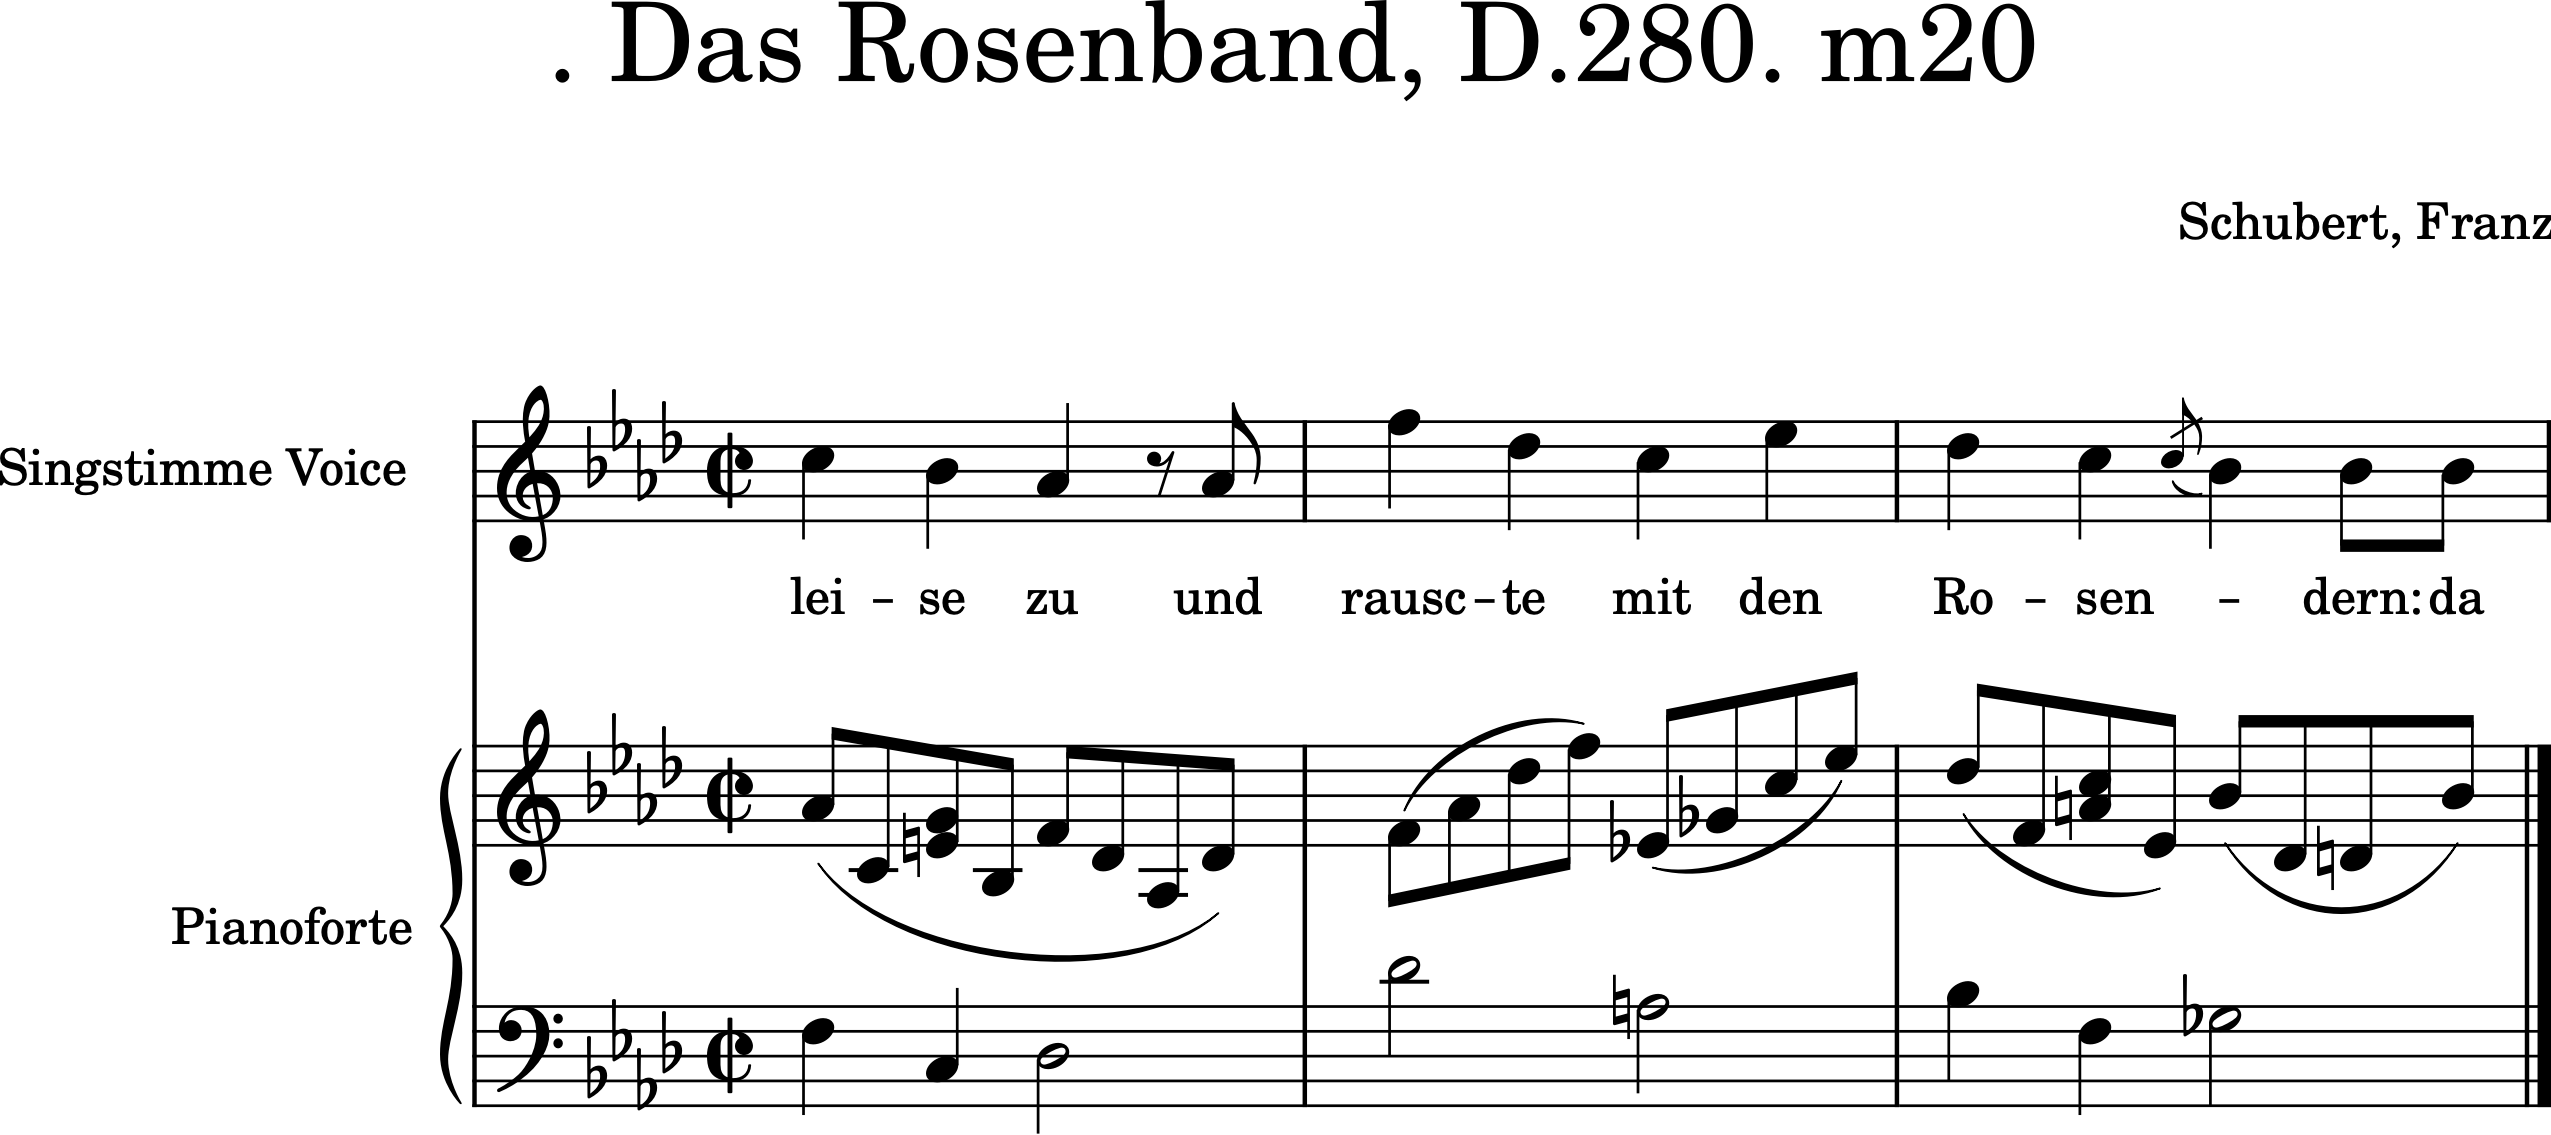 . Das Rosenband, D.280. m20
Schubert, Franz
Singstimme Voice
lei - se zu und rausc - te mit den Ro - sen - dern: da
Pianoforte